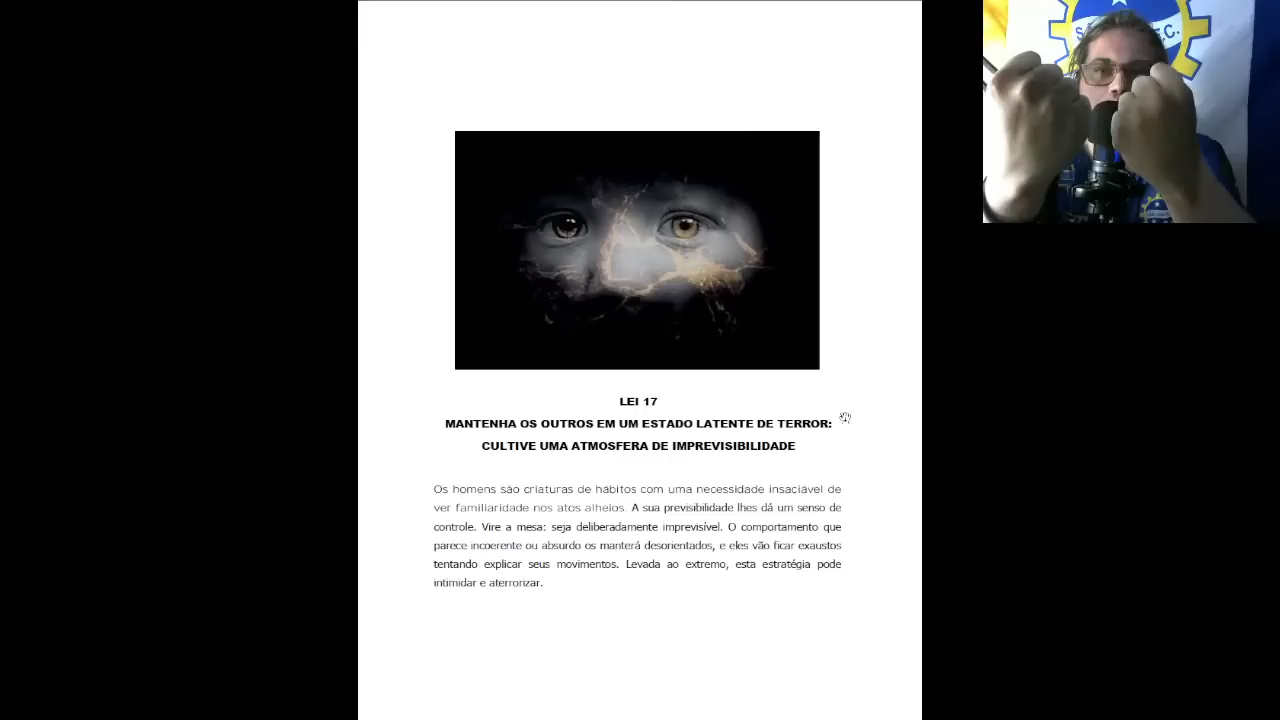 LEI 17
MANTENHA OS OUTROS EM UM ESTADO LATENTE DE TERROR:
CULTIVE UMA ATMOSFERA DE IMPREVISIBILIDADE
Os homens são criaturas de hábitos com uma necessidade insaciável de
ver familiaridade nos atos alheios. A sua previsibilidade lhes dá um senso de
controle. Vire a mesa: seja deliberadamente imprevisível. O comportamento que
parece incoerente ou absurdo os manterá desorientados, e eles vão ficar exaustos
tentando explicar seus movimentos. Levada ao extremo, esta estratégia pode
intimidar e aterrorizar.